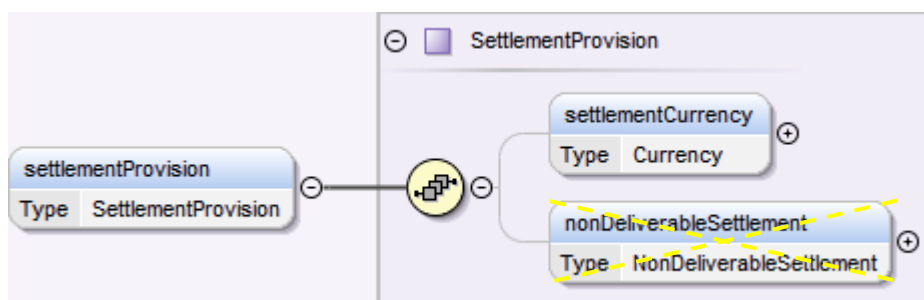 SettlementProvision
settlementCurrency
Type Currency
settlementProvision
Type SettlementProvision
nonDeliverableSettlement
Type NonDeliverableSettlement